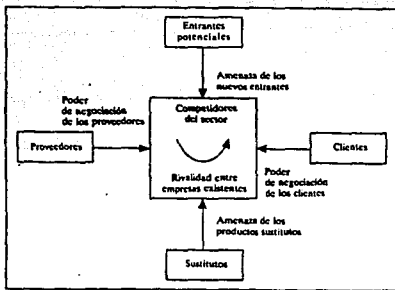 Entrantes
potenciales
Amenaza de los
nuevos entrantes
Poder
de negociación
de los proveedores
Competidores
del sector
Proveedores
Clientes
Rivalidad entre
empresas existentes
Poder
de negociación
de los clientes
Amenaza de los
productos sustitutos
Sustitutos